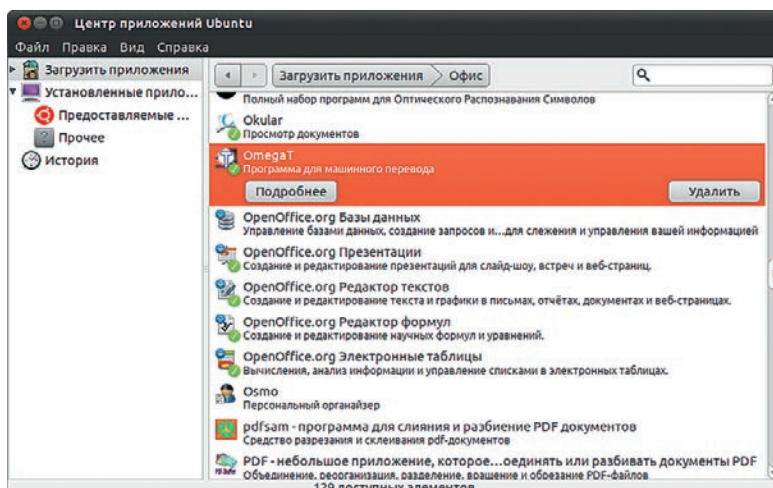 Центр приложений Ubuntu
Файл Правка Вид Справка
Загрузить приложения
Установленные прило...
Предоставляемые ...
Прочее
История
Загрузить приложения Офис
Полный набор программ для Оптического Распознавания Символов
Okular
Просмотр документов
OmegaT
Программа для машинного перевода
Подробнее Удалить
OpenOffice.org Базы данных
Управление базами данных, создание запросов и...для слежения и управления вашей информацией
OpenOffice.org Презентации
Создание и редактирование презентаций для слайд-шоу, встреч и веб-страниц.
OpenOffice.org Редактор текстов
Создание и редактирование текста и графики в письмах, отчётах, документах и веб-страницах.
OpenOffice.org Редактор формул
Создание и редактирование научных формул и уравнений.
OpenOffice.org Электронные таблицы
Вычисления, анализ информации и управление списками в электронных таблицах.
Osmo
Персональный органайзер
pdfsam - программа для слияния и разбиение PDF документов
Средство разрезания и склеивания pdf-документов
PDF - небольшое приложение, которое...оединять или разбивать документы PDF
Объединение, реорганизация, разделение, вращение и обрезание PDF-файлов
129 доступных элементов